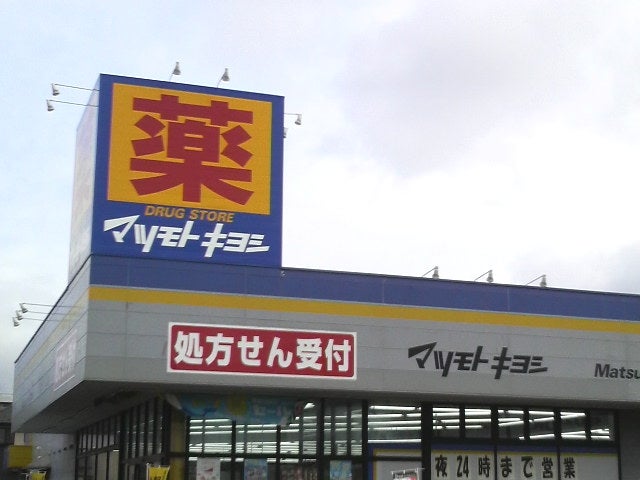 薬
DRUG STORE
マツモトキヨシ
処方せん受付
マツモトキヨシ
Matsu
夜24時まで営業